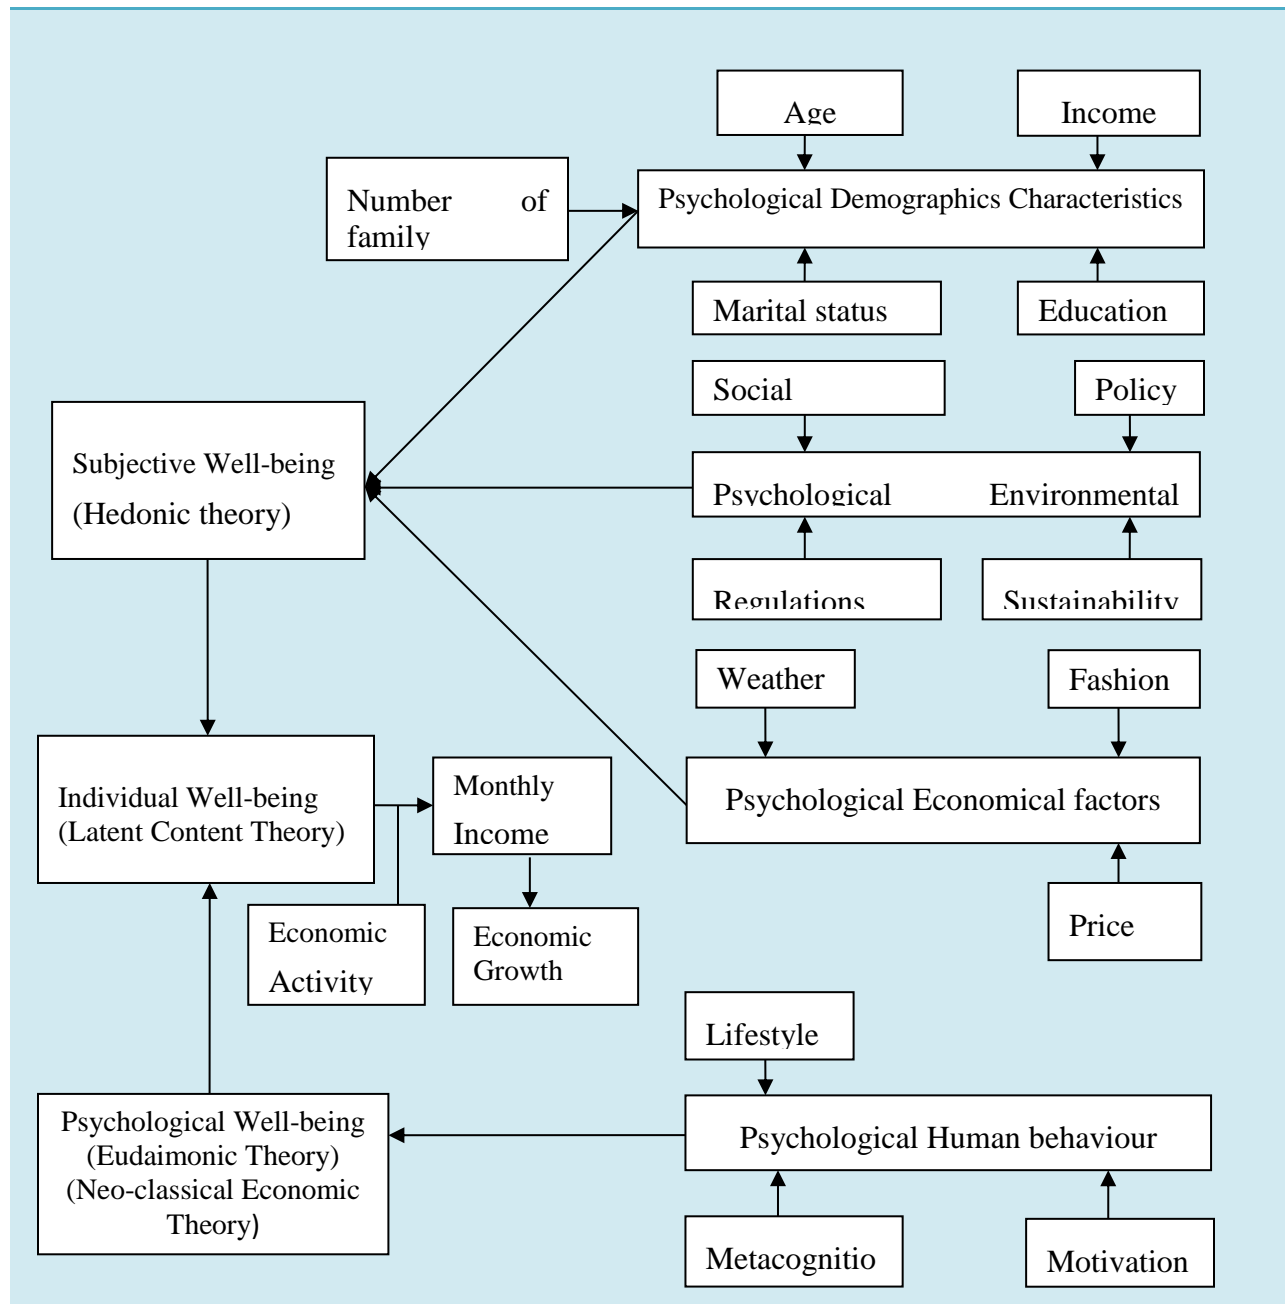 Age
Income
Number of
family
Psychological Demographics Characteristics
Marital status
Education
Social
Policy
Subjective Well-being
(Hedonic theory)
Psychological Environmental
Regulations
Sustainability
Weather
Fashion
Individual Well-being
(Latent Content Theory)
Monthly
Income
Psychological Economical factors
Economic
Activity
Economic
Growth
Price
Lifestyle
Psychological Well-being
(Eudaimonic Theory)
(Neo-classical Economic
Theory)
Psychological Human behaviour
Metacognitio
Motivation